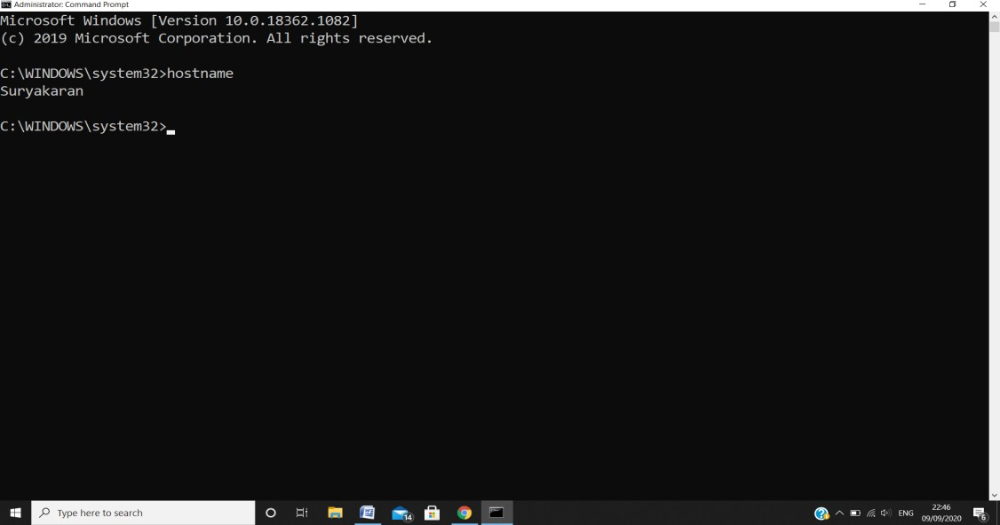 Administrator: Command Prompt
Microsoft Windows [Version 10.0.18362.1082]
(c) 2019 Microsoft Corporation. All rights reserved.
C:\WINDOWS\system32>hostname
Suryakaran
C:\WINDOWS\system32>
Type here to search
14
ENG
22:46
09/09/2020
6